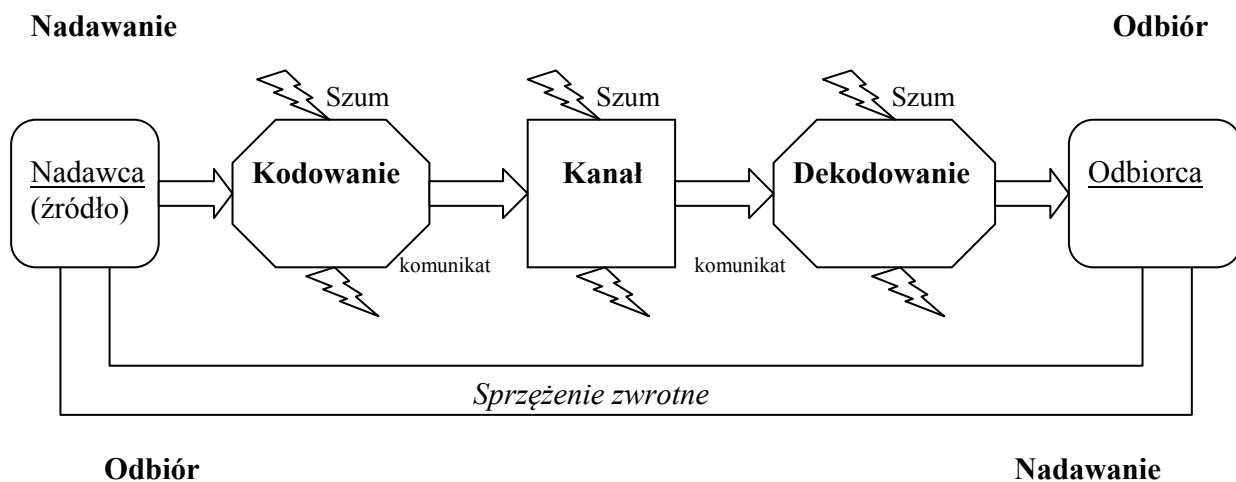 Nadawanie
Odbiór
Szum
Szum
Szum
Nadawca
(źródło)
Kodowanie
Kanał
Dekodowanie
Odbiorca
komunikat
komunikat
Sprzężenie zwrotne
Odbiór
Nadawanie